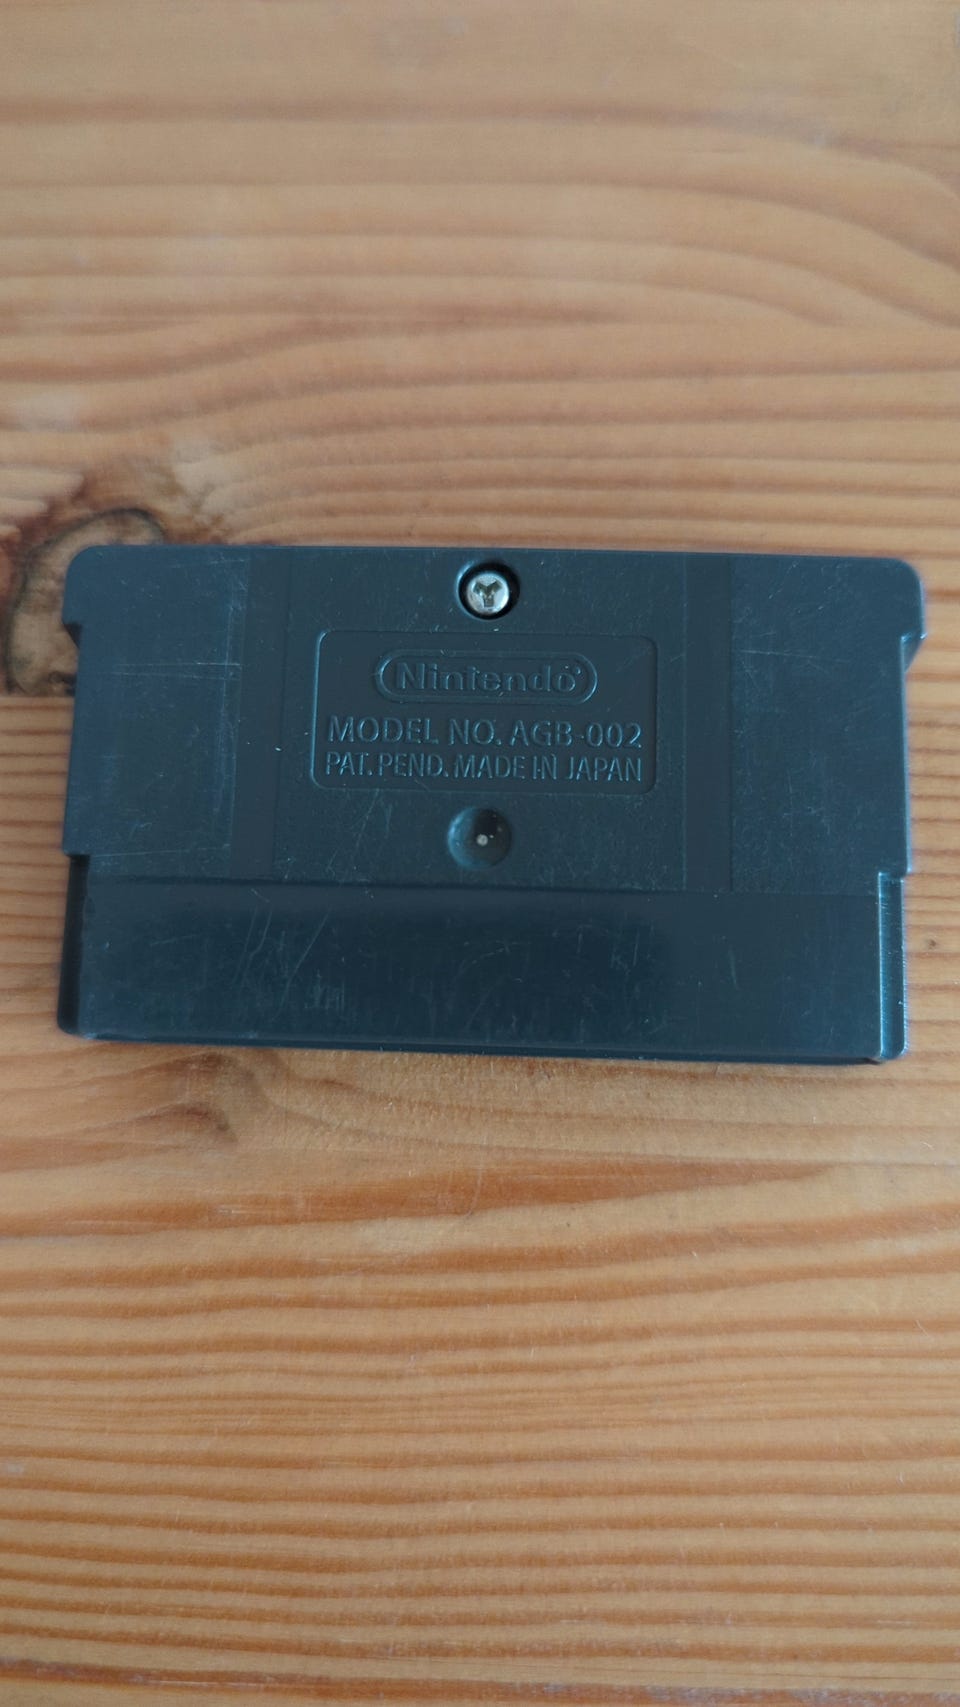 Nintendo
MODEL NO. AGB-002
PAT. PEND. MADE IN JAPAN